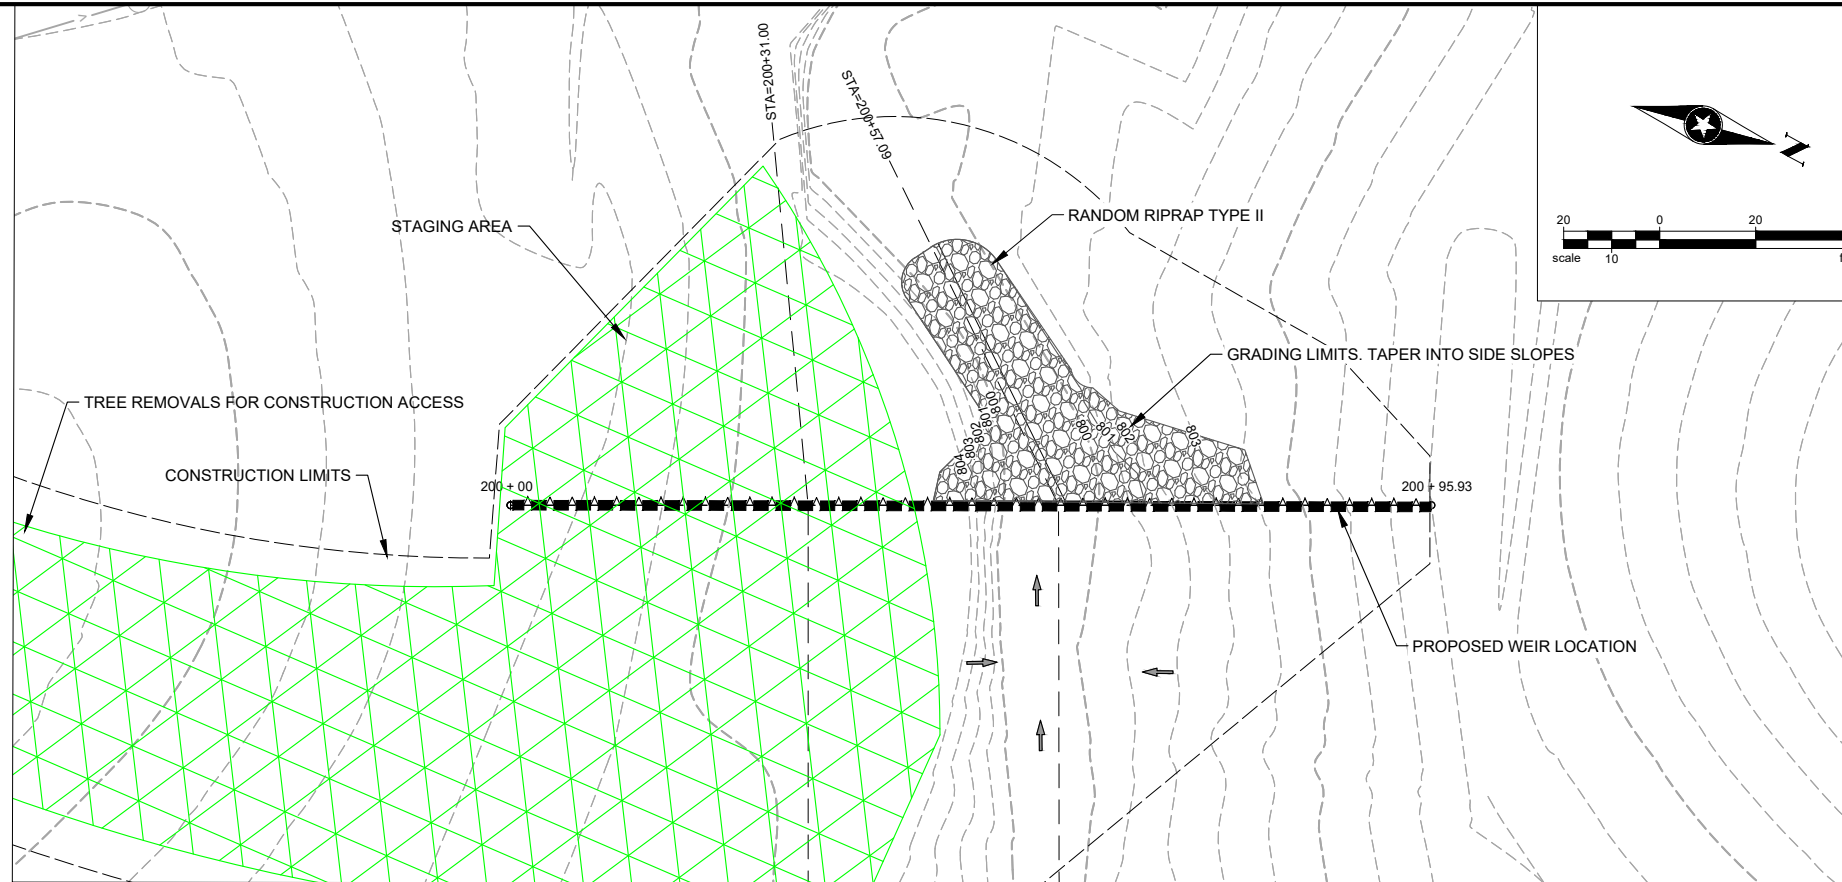 STA=200+31.00
STA=200+57.09
N
20 0 20
scale 10 f
RANDOM RIPRAP TYPE II
STAGING AREA
GRADING LIMITS. TAPER INTO SIDE SLOPES
TREE REMOVALS FOR CONSTRUCTION ACCESS
804 803 802 801 800
800 801 802 803
CONSTRUCTION LIMITS
200 + 00
200 + 95.93
PROPOSED WEIR LOCATION